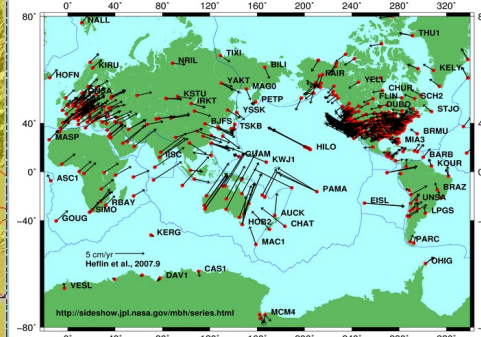 0° 40° 80° 120° 160° 200° 240° 280° 320°
80°
NALL
THU1
TIXI
BILI
HOFN
KIRU
NRIL
FAIR
KELY
YAKT
MAG0
YELL
CHUR
KSTU
PETP
FLIN
SCH2
IRKT
YSSK
DUBO
STJO
40°
BJFS
TSKB
MASP
HILO
MIA3
BRMU
IISC
GUAM
KWJ1
BARB
KOUR
0°
ASC1
PAMA
BRAZ
RBAY
EISL
UNSA
SIMO
AUCK
LPGS
GOUG
HOB2
CHAT
−40°
KERG
MAC1
PARC
5 cm/yr
Heflin et al., 2007.9
OHIG
CAS1
VESL
DAV1
http://sideshow.jpl.nasa.gov/mbh/series.html
MCM4
−80°